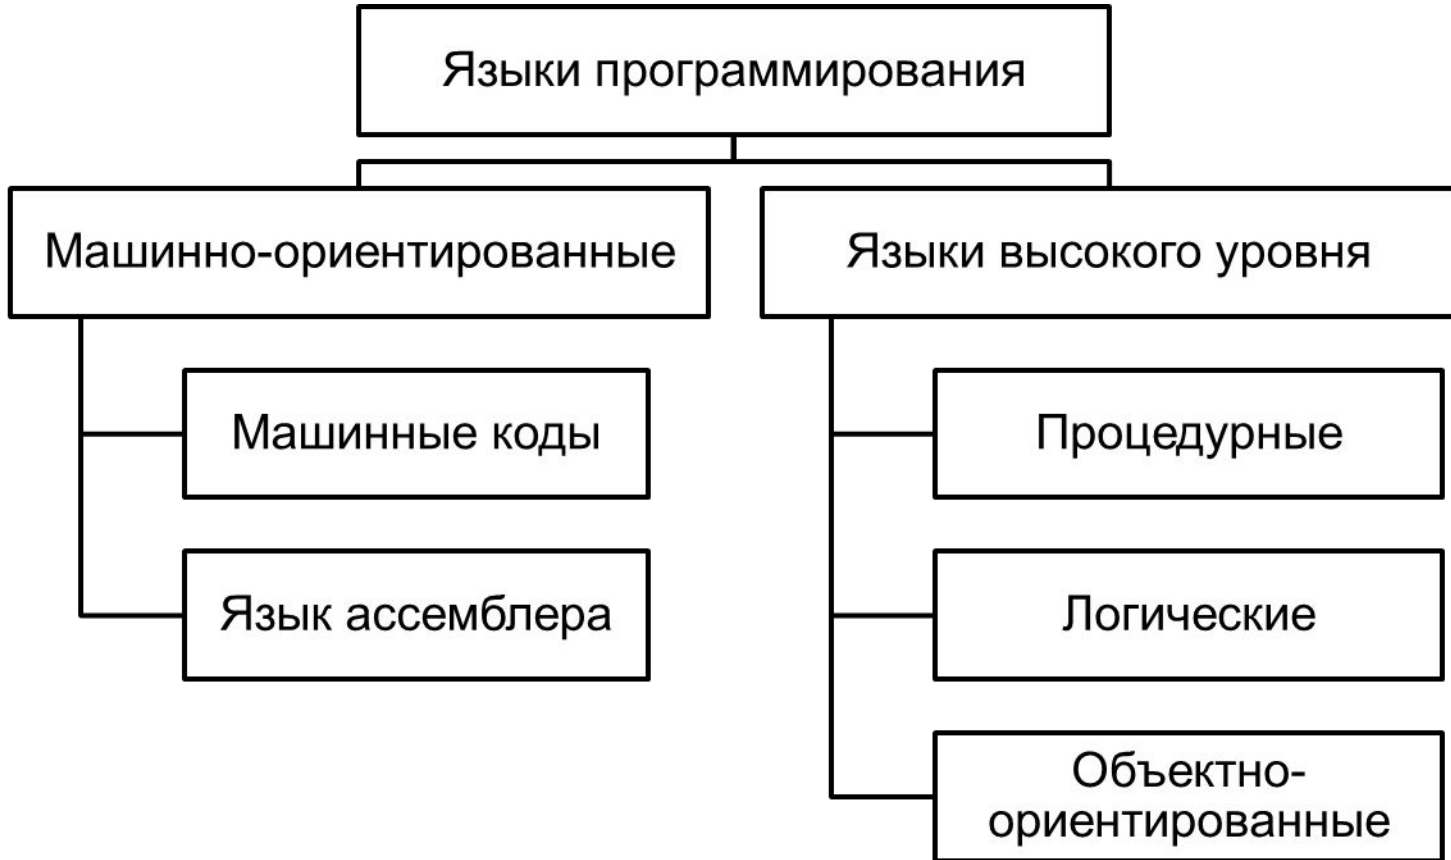 Языки программирования
Машинно-ориентированные
Языки высокого уровня
Машинные коды
Процедурные
Язык ассемблера
Логические
Объектно-
ориентированные